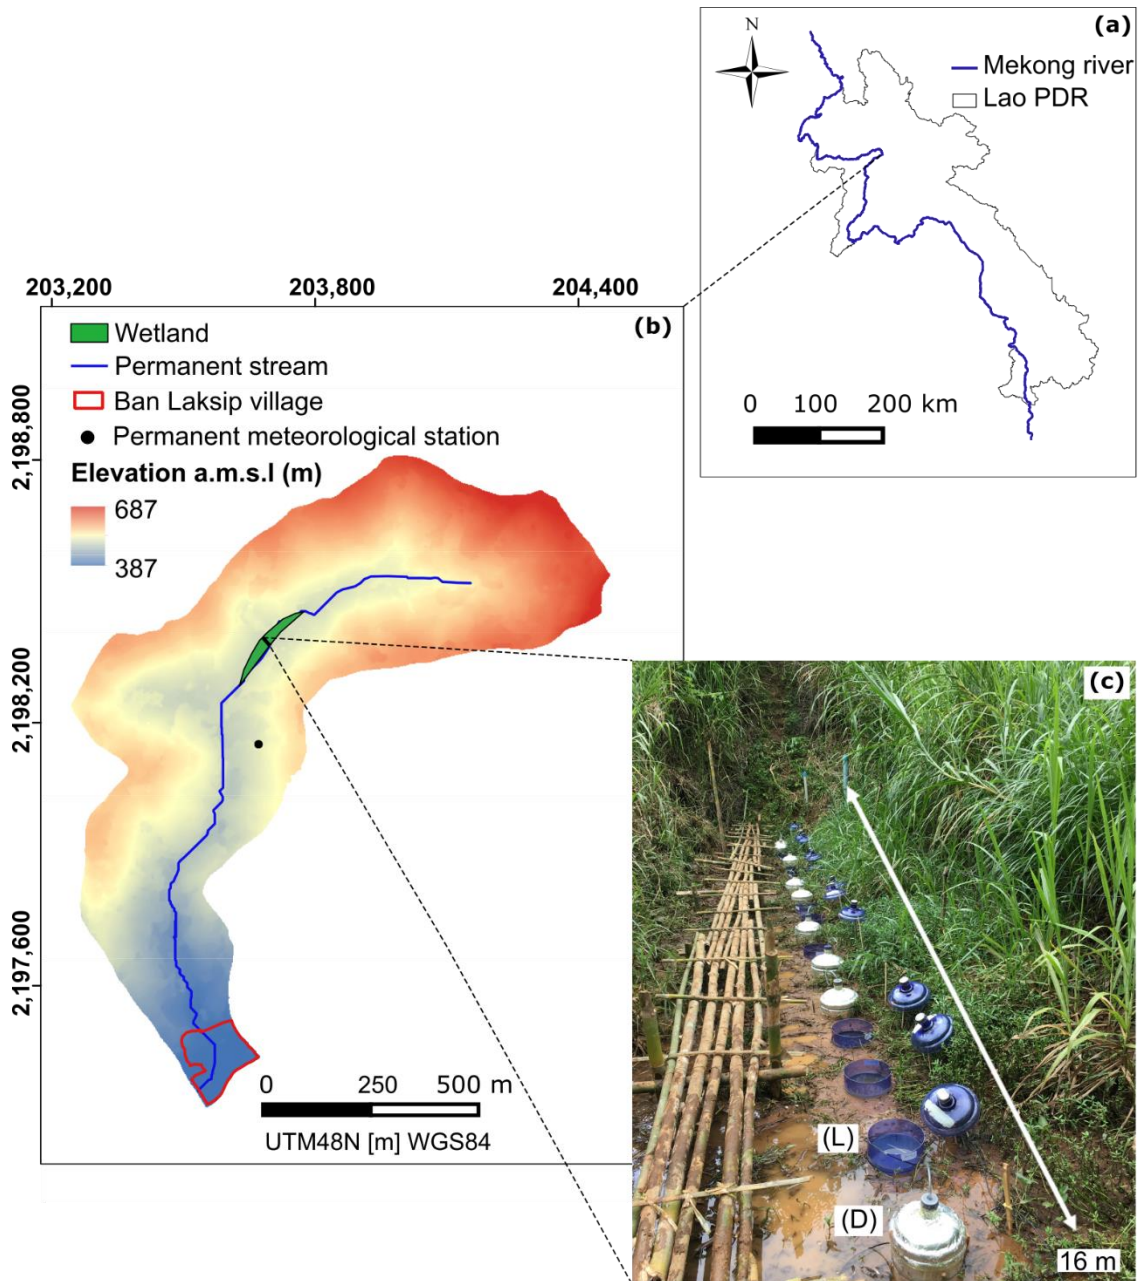 (a)
N
Mekong river
Lao PDR
0 100 200 km
203,200 203,800 204,400
(b)
Wetland
Permanent stream
Ban Laksip village
Permanent meteorological station
Elevation a.m.s.l (m)
687
387
2,198,800
2,198,200
2,197,600
0 250 500 m
UTM48N [m] WGS84
(c)
(L)
(D)
16 m